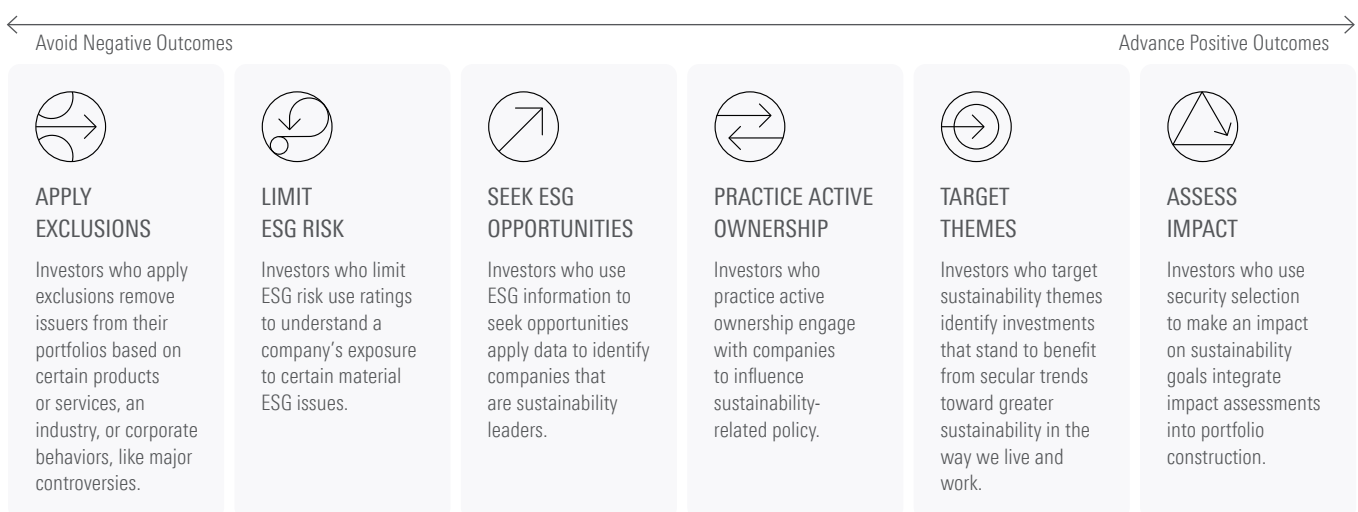 Avoid Negative Outcomes
Advance Positive Outcomes
APPLY
EXCLUSIONS
Investors who apply
exclusions remove
issuers from their
portfolios based on
certain products
or services, an
industry, or corporate
behaviors, like major
controversies.
LIMIT
ESG RISK
Investors who limit
ESG risk use ratings
to understand a
company's exposure
to certain material
ESG issues.
SEEK ESG
OPPORTUNITIES
Investors who use
ESG information to
seek opportunities
apply data to identify
companies that
are sustainability
leaders.
PRACTICE ACTIVE
OWNERSHIP
Investors who
practice active
ownership engage
with companies
to influence
sustainability-
related policy.
TARGET
THEMES
Investors who target
sustainability themes
identify investments
that stand to benefit
from secular trends
toward greater
sustainability in the
way we live and
work.
ASSESS
IMPACT
Investors who use
security selection
to make an impact
on sustainability
goals integrate
impact assessments
into portfolio
construction.